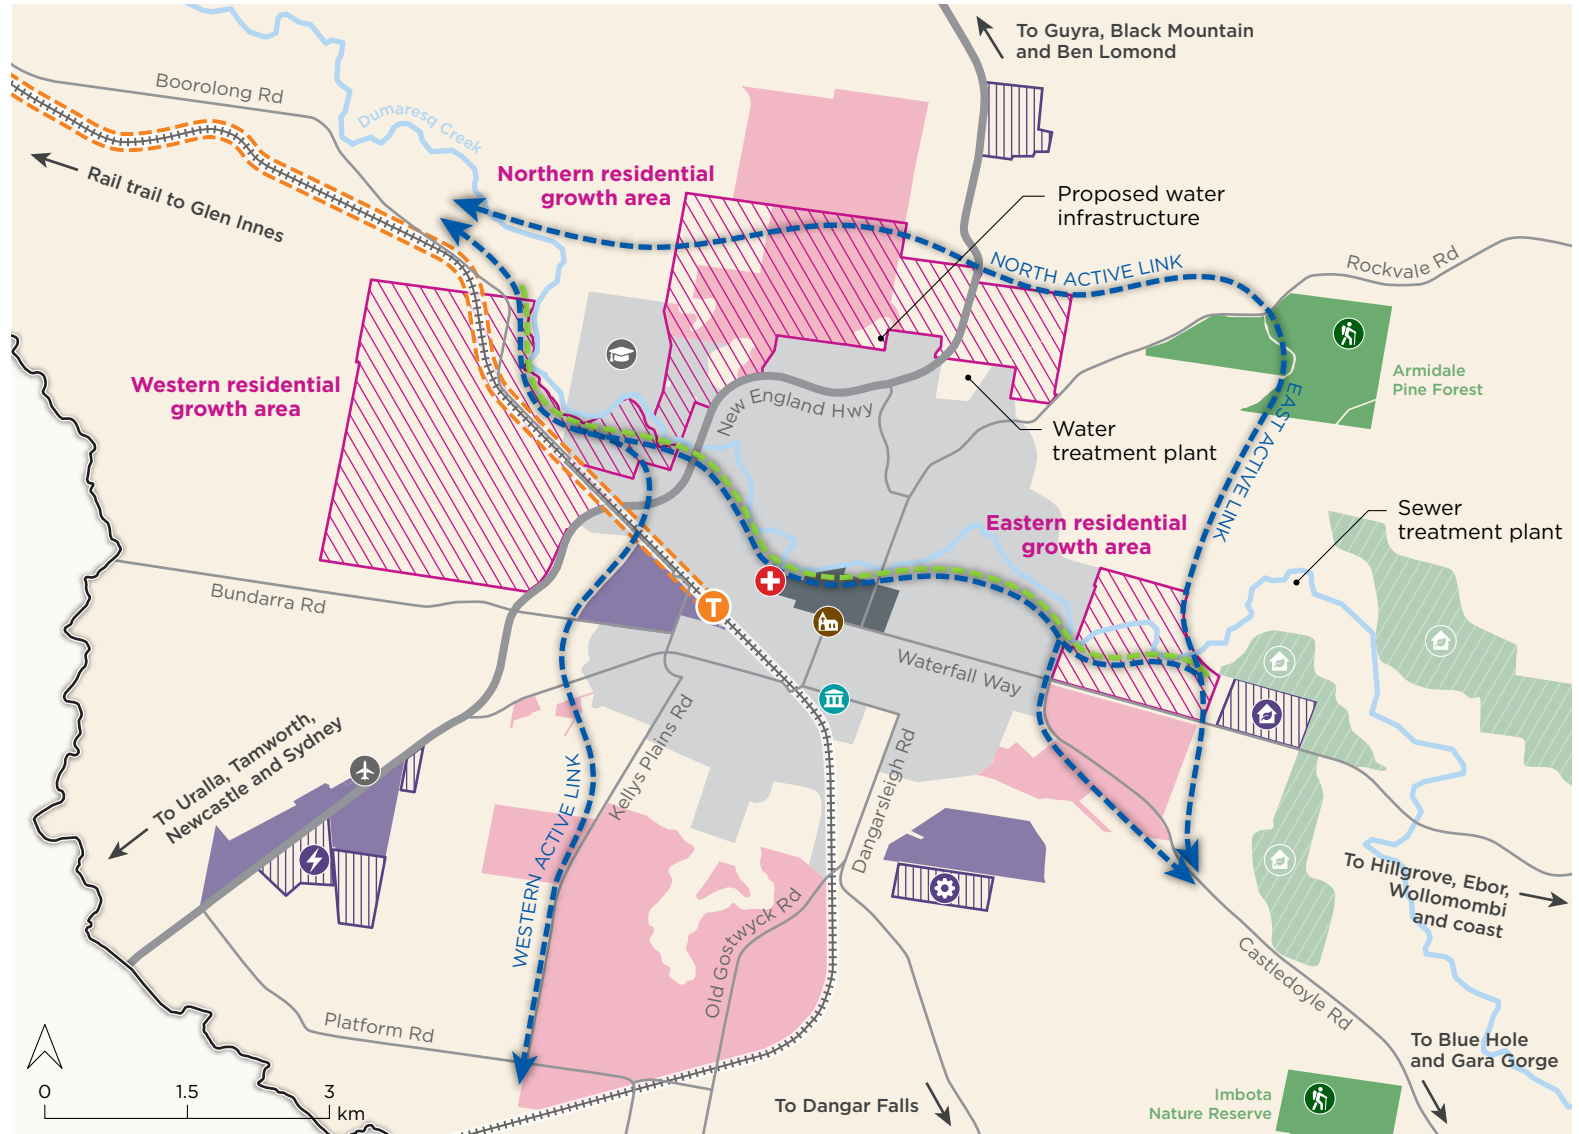 To Guyra, Black Mountain
and Ben Lomond
Boorolong Rd
Dumaresq Creek
Rail trail to Glen Innes
Northern residential
growth area
Proposed water
infrastructure
NORTH ACTIVE LINK
Rockvale Rd
Western residential
growth area
New England Hwy
Armidale
Pine Forest
EAST ACTIVE LINK
Water
treatment plant
Sewer
treatment plant
Eastern residential
growth area
Bundarra Rd
T
Waterfall Way
To Uralla, Tamworth,
Newcastle and Sydney
Kellys Plains Rd
Dangarsleigh Rd
WESTERN ACTIVE LINK
Old Gostwyck Rd
To Hillgrove, Ebor,
Wollomombi
and coast
Castledoyle Rd
Platform Rd
To Blue Hole
and Gara Gorge
0 1.5 3
km
To Dangar Falls
Imbota
Nature Reserve